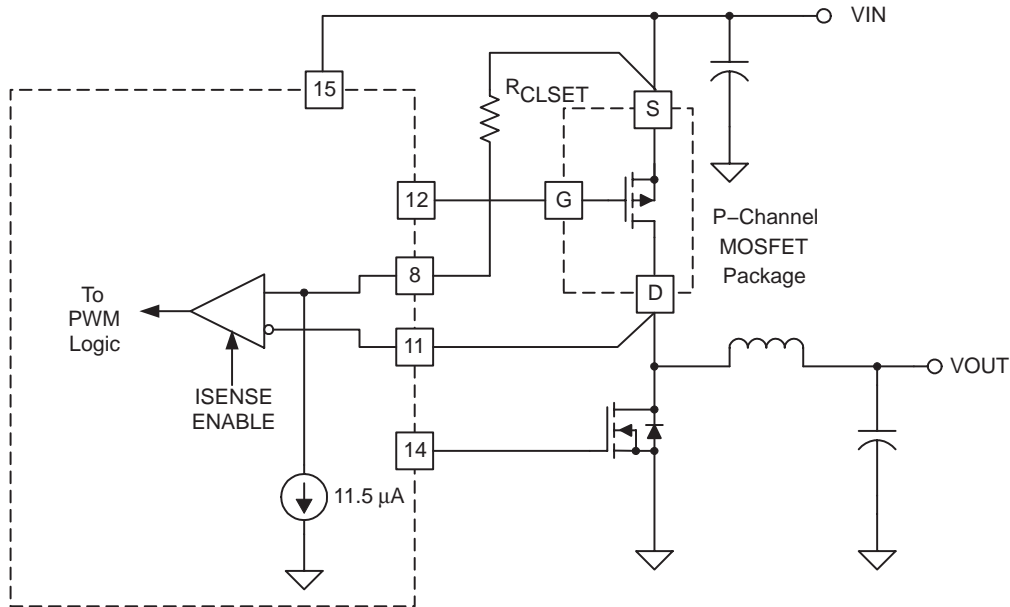 VIN
15
RCLSET
S
12
G
P−Channel
MOSFET
Package
8
D
To
PWM
Logic
11
ISENSE
ENABLE
VOUT
14
11.5 μA